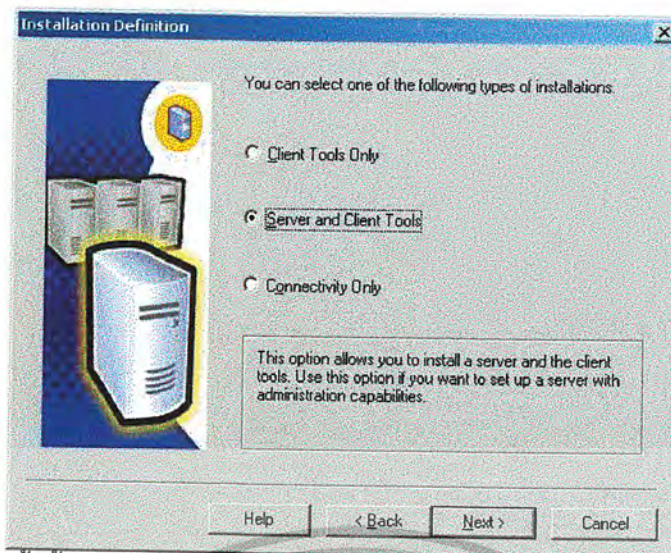 Installation Definition
You can select one of the following types of installations.
Client Tools Only
Server and Client Tools
Connectivity Only
This option allows you to install a server and the client
tools. Use this option if you want to set up a server with
administration capabilities.
Help
< Back
Next >
Cancel